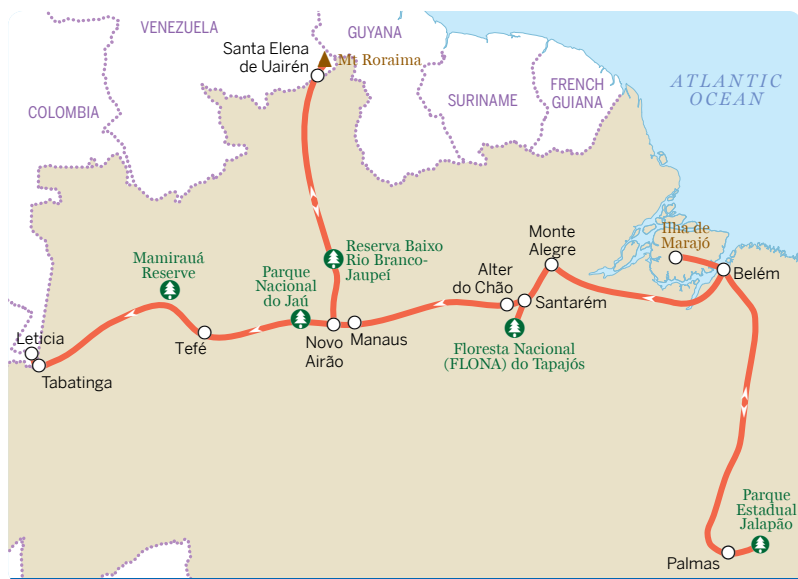 VENEZUELA
GUYANA
Santa Elena
de Uairén
Mt Roraima
COLOMBIA
SURINAME
FRENCH
GUIANA
ATLANTIC
OCEAN
Mamirauá
Reserve
Parque
Nacional
do Jaú
Reserva Baixo
Rio Branco-
Jaupeí
Monte
Alegre
Ilha de
Marajó
Belém
Alter
do Chão
Santarém
Leticia
Tabatinga
Tefé
Novo
Airão
Manaus
Floresta Nacional
(FLONA) do Tapajós
Parque
Estadual
Jalapão
Palmas